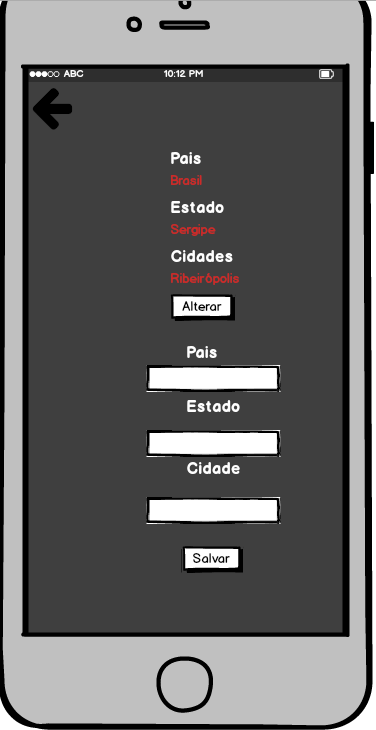 ABC 10:12 PM
Pais
Brasil
Estado
Sergipe
Cidades
Ribeirópolis
Alterar
Pais
Estado
Cidade
Salvar